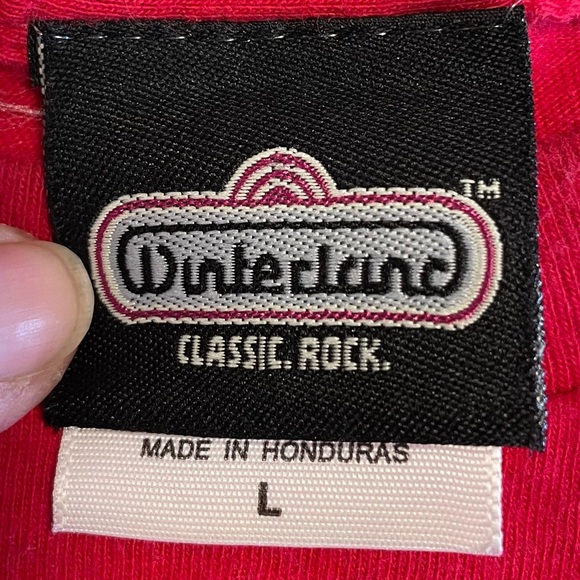 Winterland TM
CLASSIC. ROCK.
MADE IN HONDURAS
L